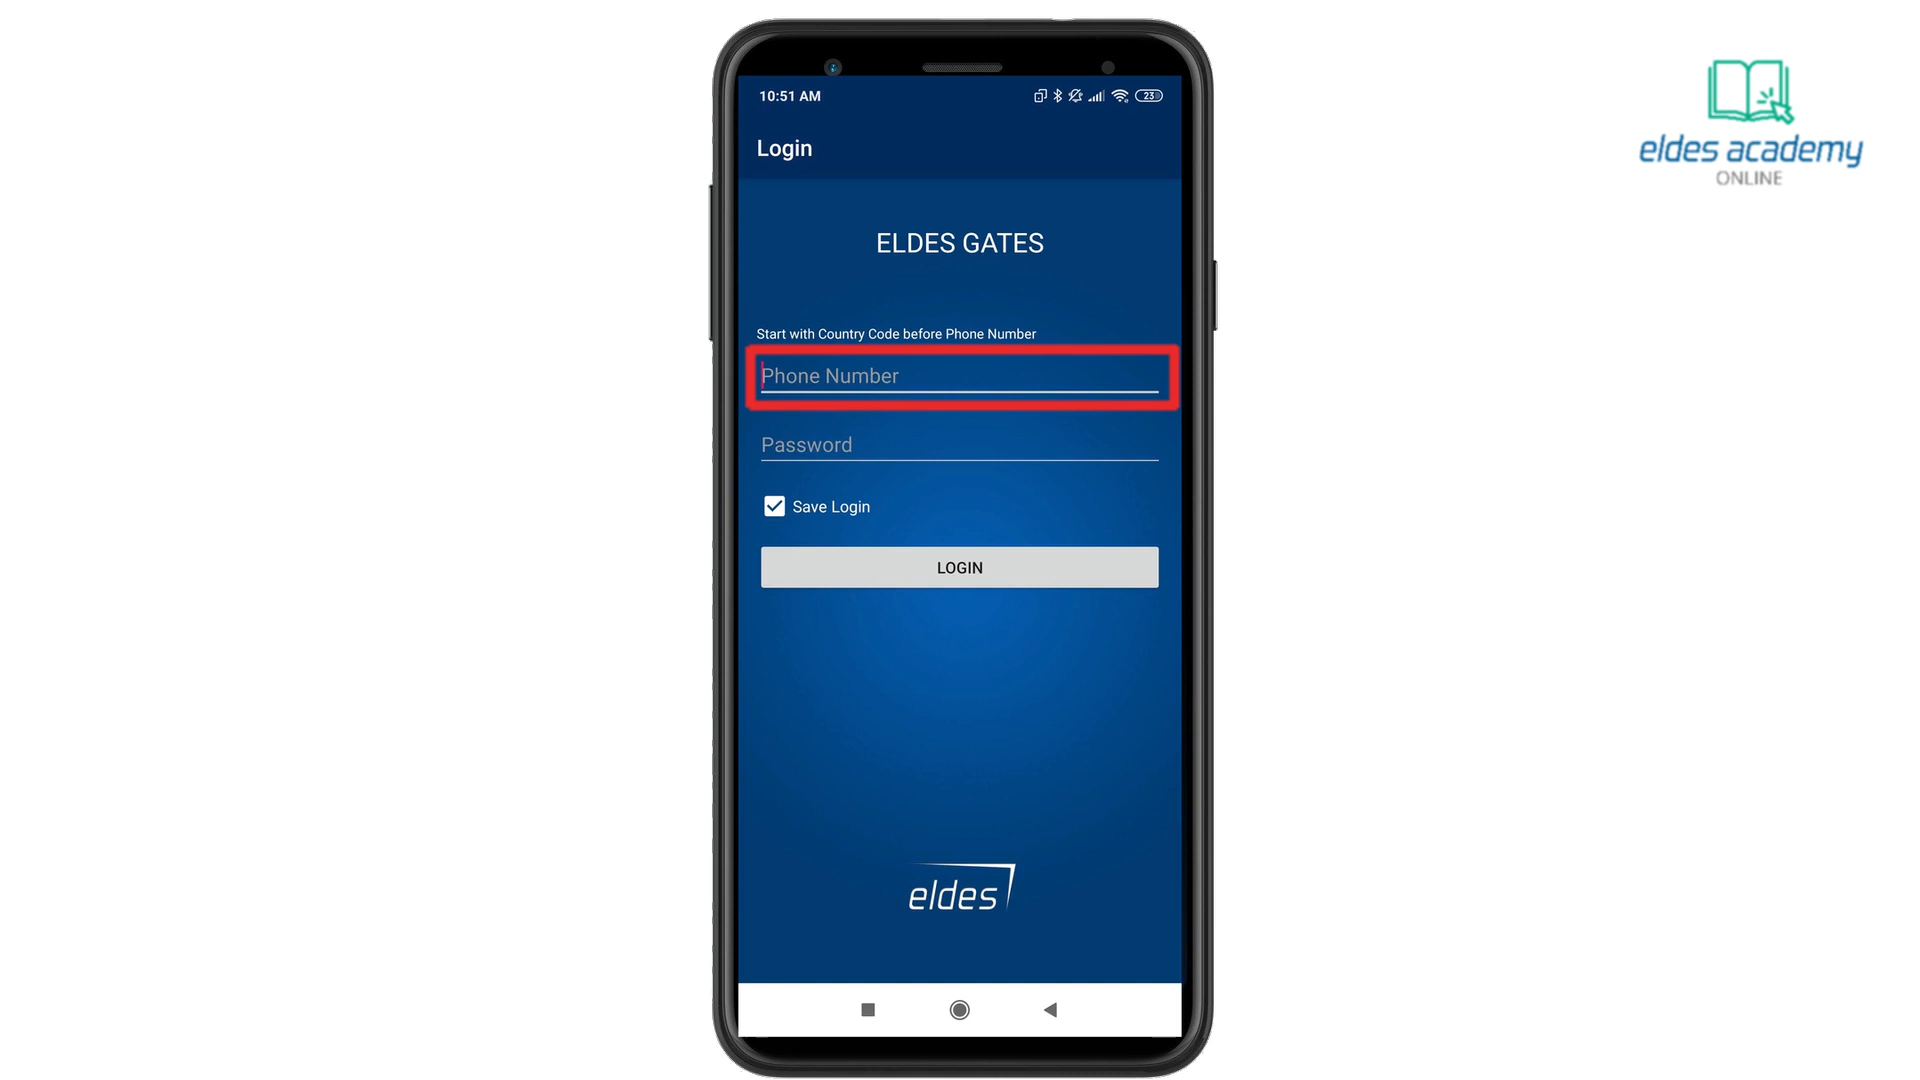 10:51 AM
23
Login
ELDES GATES
Start with Country Code before Phone Number
Phone Number
Password
Save Login
LOGIN
eldes
eldes academy
ONLINE